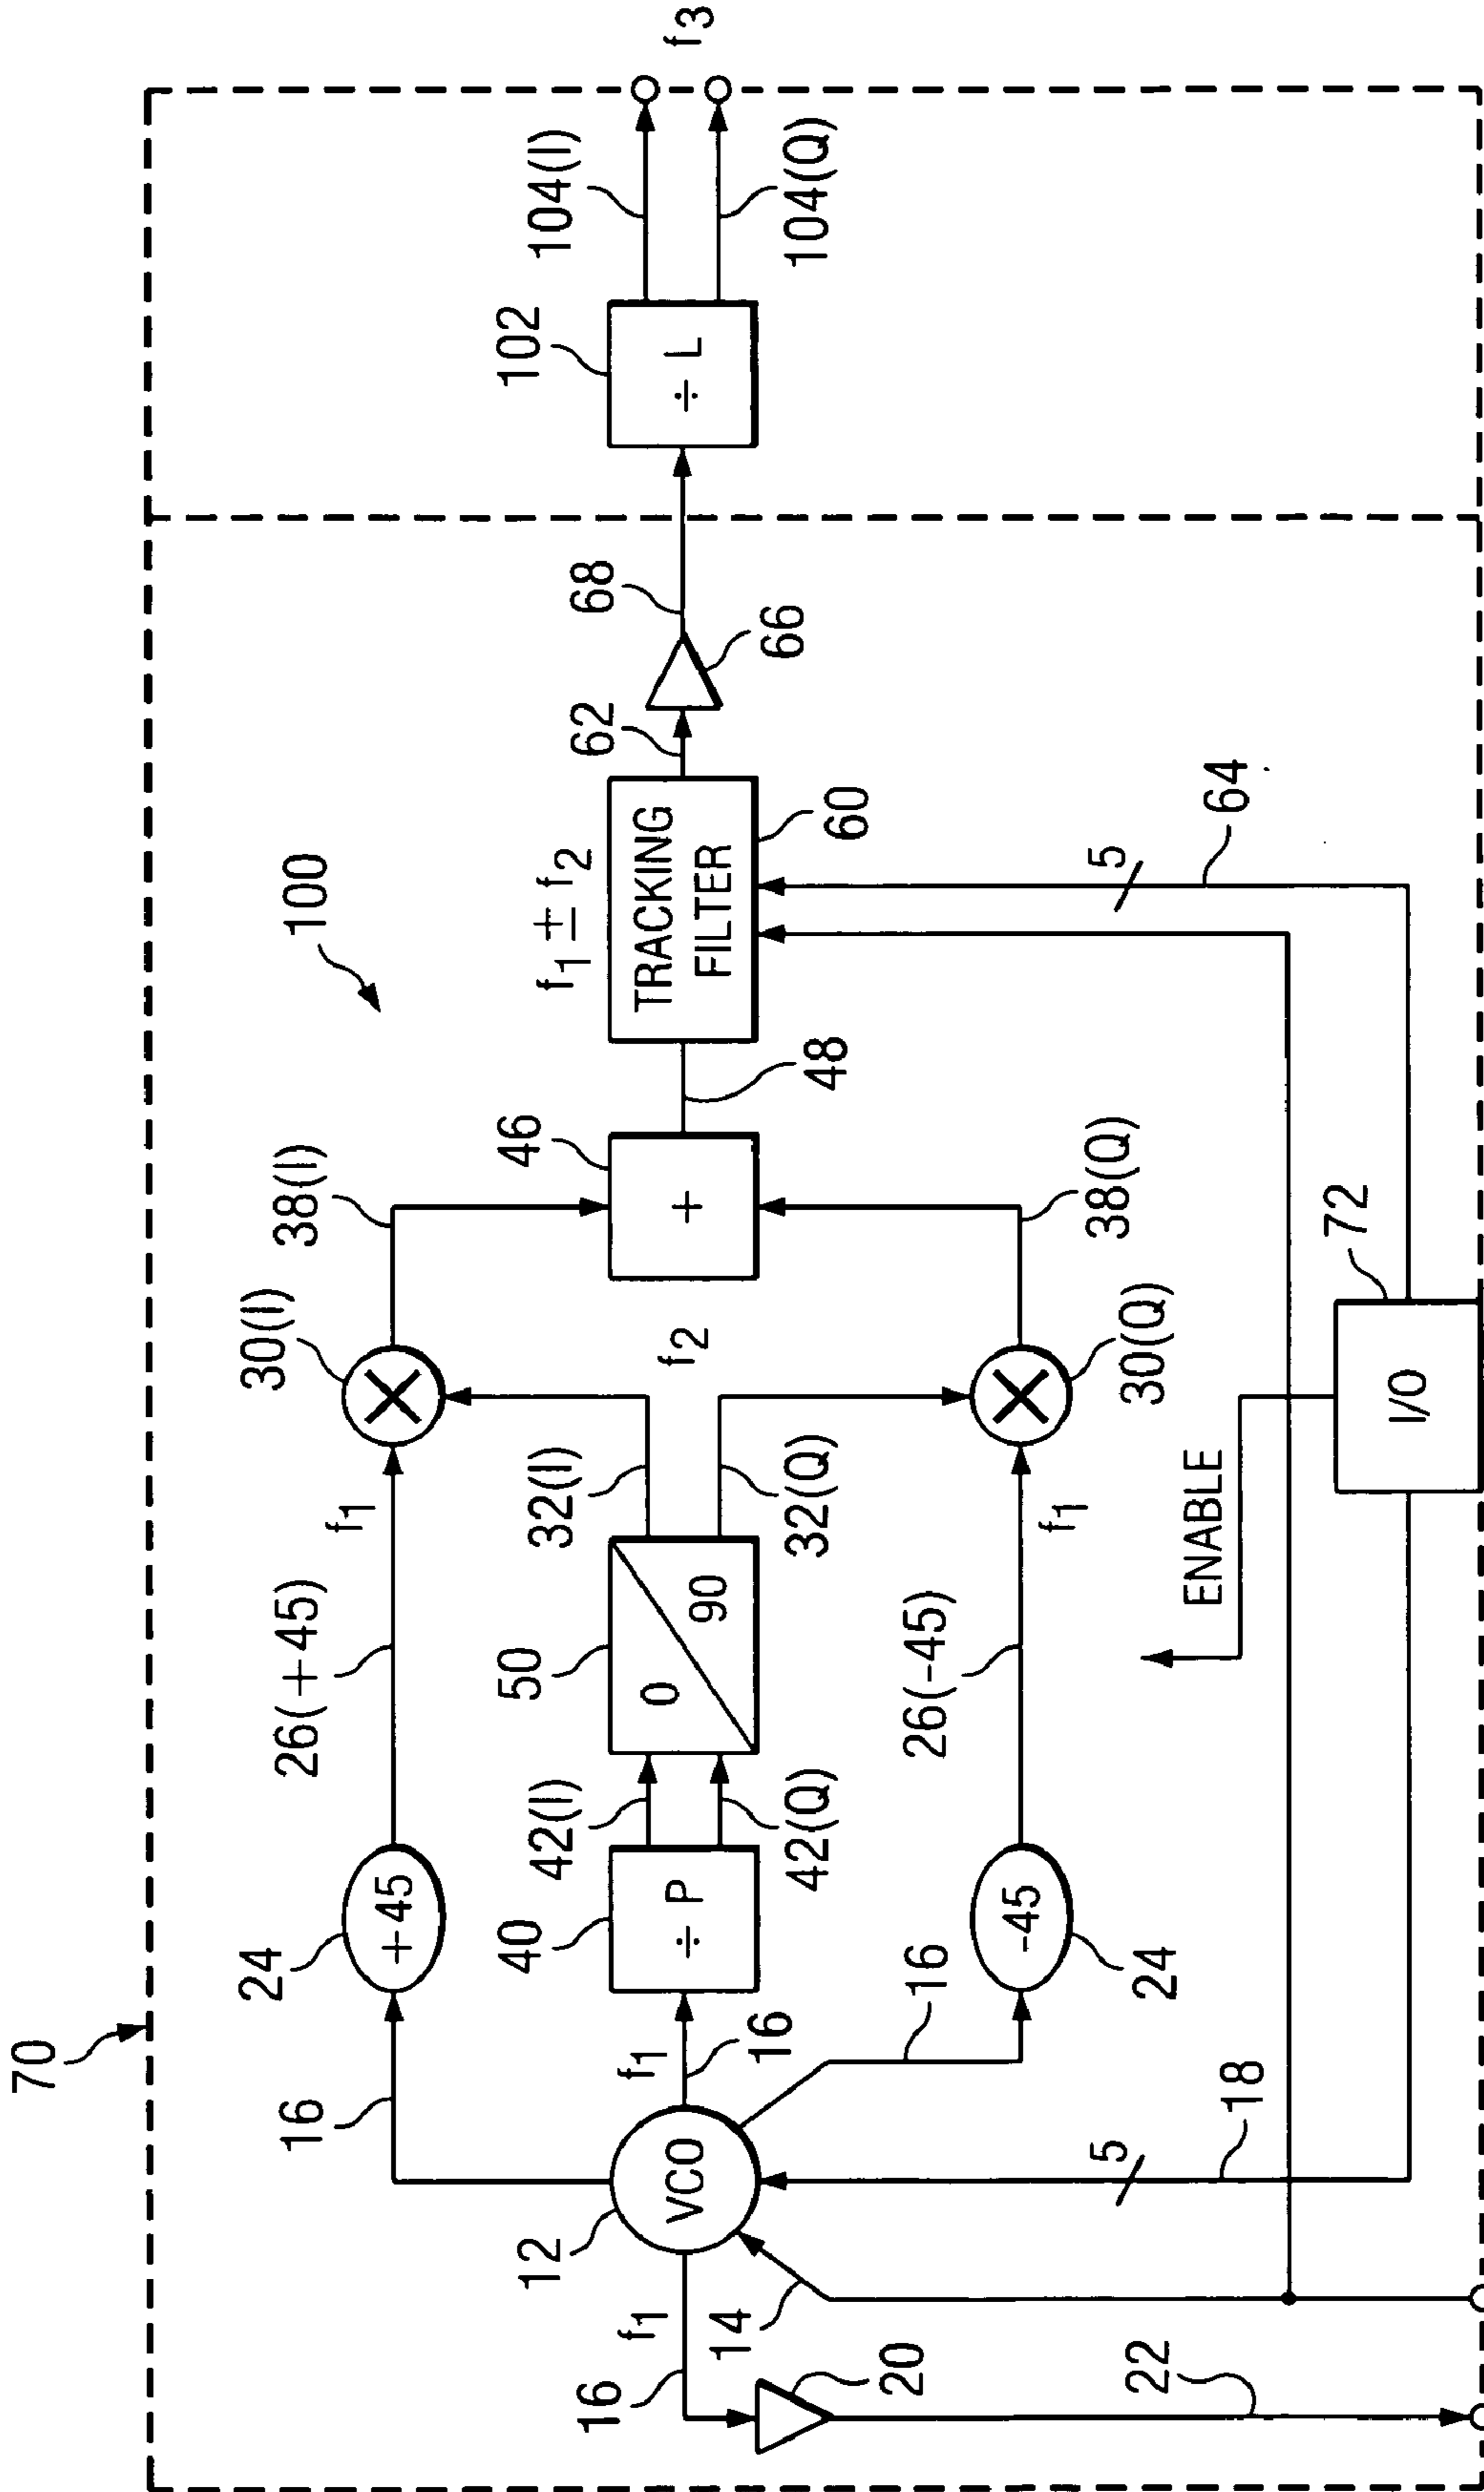 70
100
16
24
+45
26(+45)
f1
30(I)
38(I)
12
VCO
f1
16
f1
16
40
÷ P
42(I)
42(Q)
50
0
90
32(I)
32(Q)
f2
46
+
48
f1 ± f2
TRACKING
FILTER
60
62
66
68
102
÷ L
104(I)
104(Q)
f3
14
20
22
16
-45
24
26(-45)
f1
30(Q)
38(Q)
5
18
ENABLE
I/O
72
5
64